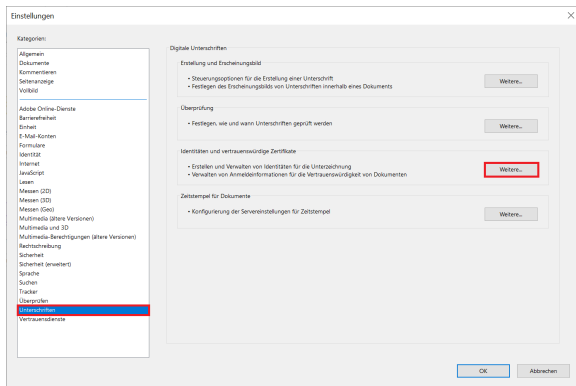 Einstellungen
Kategorien:
Allgemein
Dokumente
Kommentieren
Seitenanzeige
Vollbild
Adobe Online-Dienste
Barrierefreiheit
Einheit
E-Mail-Konten
Formulare
Identität
Internet
JavaScript
Lesen
Messen (2D)
Messen (3D)
Messen (Geo)
Multimedia (ältere Versionen)
Multimedia und 3D
Multimedia-Berechtigungen (ältere Versionen)
Rechtschreibung
Sicherheit
Sicherheit (erweitert)
Sprache
Suchen
Tracker
Überprüfen
Unterschriften
Vertrauensdienste
Digitale Unterschriften
Erstellung und Erscheinungsbild
• Steuerungsoptionen für die Erstellung einer Unterschrift
• Festlegen des Erscheinungsbilds von Unterschriften innerhalb eines Dokuments
Weitere...
Überprüfung
• Festlegen, wie und wann Unterschriften geprüft werden
Weitere...
Identitäten und vertrauenswürdige Zertifikate
• Erstellen und Verwalten von Identitäten für die Unterzeichnung
• Verwalten von Anmeldeinformationen für die Vertrauenswürdigkeit von Dokumenten
Weitere...
Zeitstempel für Dokumente
• Konfigurierung der Servereinstellungen für Zeitstempel
Weitere...
OK
Abbrechen